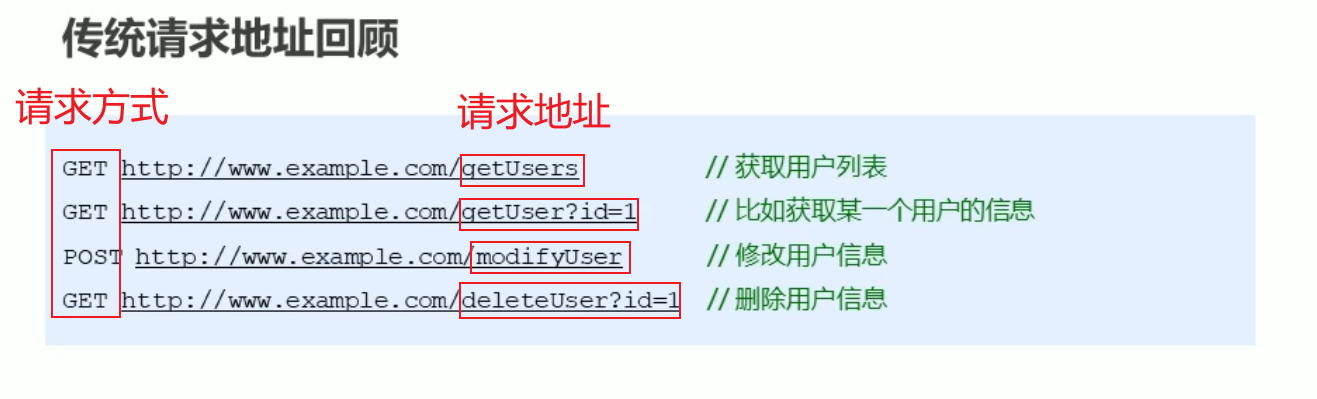 传统请求地址回顾
请求方式 请求地址
GET http://www.example.com/getUsers // 获取用户列表
GET http://www.example.com/getUser?id=1 // 比如获取某一个用户的信息
POST http://www.example.com/modifyUser // 修改用户信息
GET http://www.example.com/deleteUser?id=1 // 删除用户信息